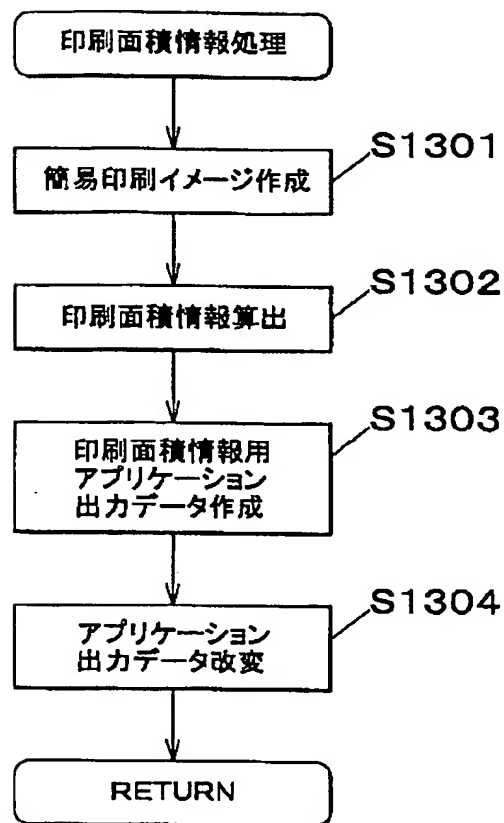 印刷面積情報処理
S1301
簡易印刷イメージ作成
S1302
印刷面積情報算出
S1303
印刷面積情報用
アプリケーション
出力データ作成
S1304
アプリケーション
出力データ改変
RETURN